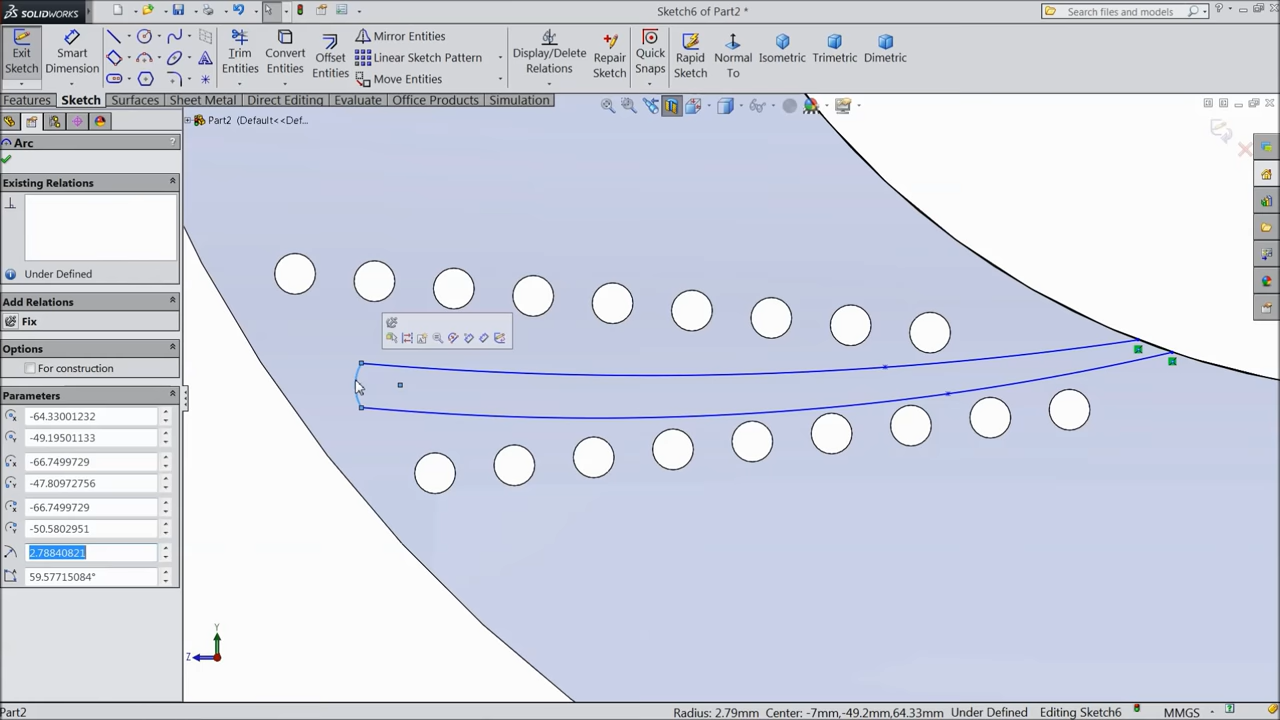 SOLIDWORKS
Sketch6 of Part2 *
Search files and models
Exit Sketch
Smart Dimension
Trim Entities
Convert Entities
Offset Entities
Mirror Entities
Linear Sketch Pattern
Move Entities
Display/Delete Relations
Repair Sketch
Quick Snaps
Rapid Sketch
Normal To
Isometric
Trimetric
Dimetric
Features
Sketch
Surfaces
Sheet Metal
Direct Editing
Evaluate
Office Products
Simulation
Part2 (Default<<Def...
Arc
?
Existing Relations
Under Defined
Add Relations
Fix
Options
For construction
Parameters
-64.33001232
-49.19501133
-66.7499729
-47.80972756
-66.7499729
-50.5802951
2.78840821
59.57715084°
Y
Z
Part2
Radius: 2.79mm Center: -7mm,-49.2mm,64.33mm Under Defined Editing Sketch6 MMGS